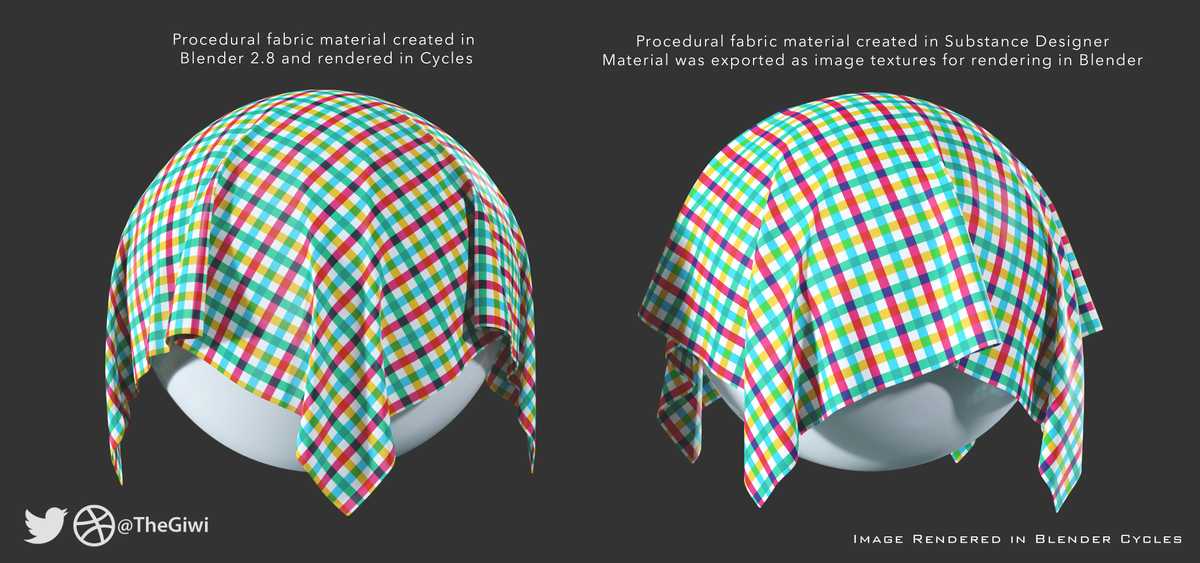 Procedural fabric material created in
Blender 2.8 and rendered in Cycles
Procedural fabric material created in Substance Designer
Material was exported as image textures for rendering in Blender
@TheGiwi
Image Rendered in Blender Cycles